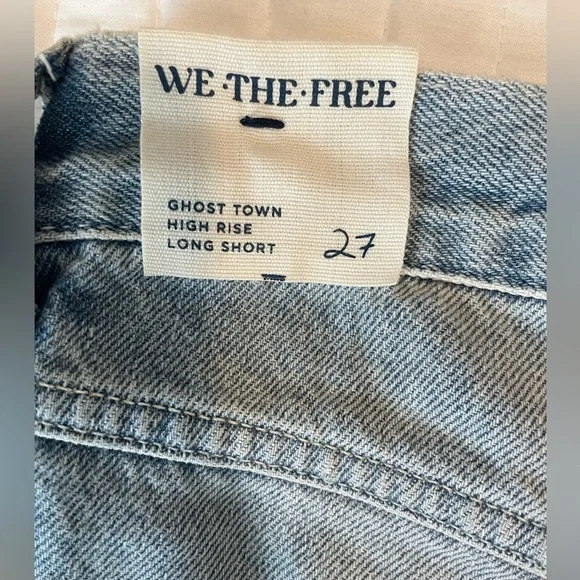 WE·THE·FREE
GHOST TOWN
HIGH RISE
LONG SHORT
27